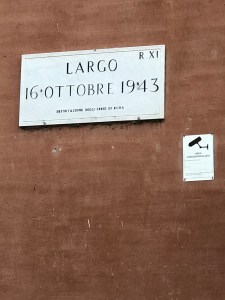 R XI
LARGO
16 OTTOBRE 1943
DEPORTAZIONE DEGLI EBREI DI ROMA